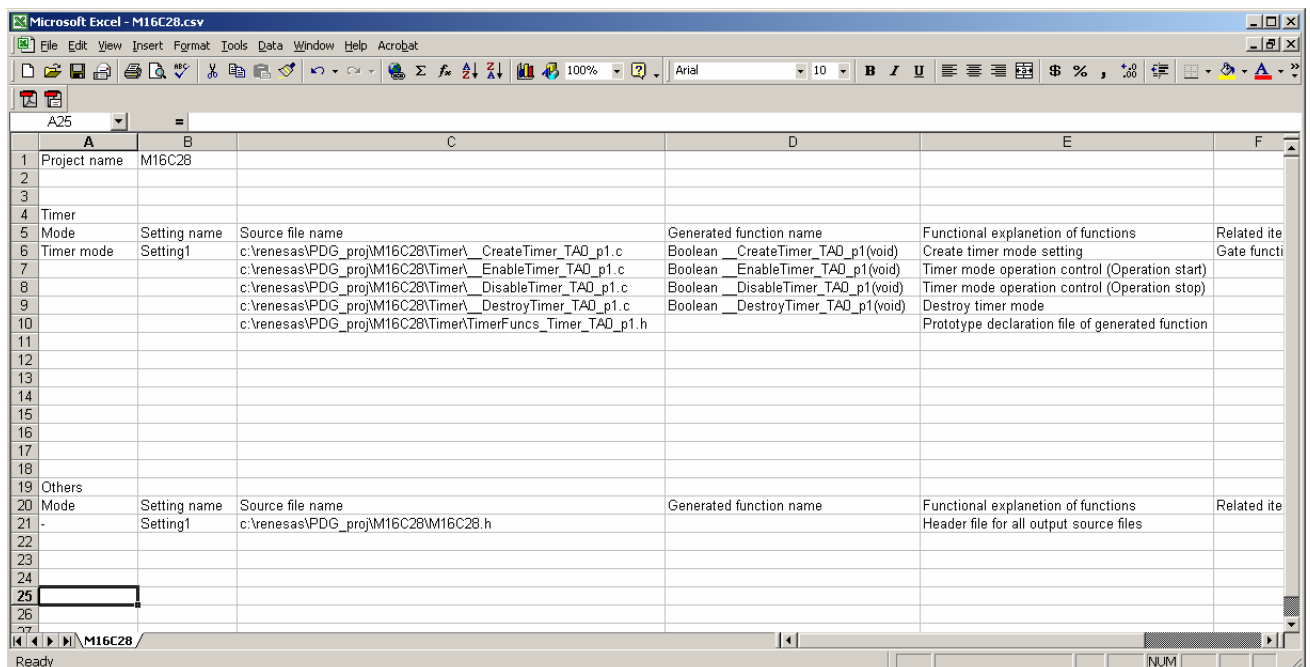 Microsoft Excel - M16C28.csv
File Edit View Insert Format Tools Data Window Help Acrobat
100% Arial 10 B I U $ % ,
A25 =
A B C D E F
1 Project name M16C28
2
3
4 Timer
5 Mode Setting name Source file name Generated function name Functional explanetion of functions Related ite
6 Timer mode Setting1 c:\renesas\PDG_proj\M16C28\Timer\__CreateTimer_TA0_p1.c Boolean __CreateTimer_TA0_p1(void) Create timer mode setting Gate functi
7 c:\renesas\PDG_proj\M16C28\Timer\__EnableTimer_TA0_p1.c Boolean __EnableTimer_TA0_p1(void) Timer mode operation control (Operation start)
8 c:\renesas\PDG_proj\M16C28\Timer\__DisableTimer_TA0_p1.c Boolean __DisableTimer_TA0_p1(void) Timer mode operation control (Operation stop)
9 c:\renesas\PDG_proj\M16C28\Timer\__DestroyTimer_TA0_p1.c Boolean __DestroyTimer_TA0_p1(void) Destroy timer mode
10 c:\renesas\PDG_proj\M16C28\Timer\TimerFuncs_Timer_TA0_p1.h Prototype declaration file of generated function
11
12
13
14
15
16
17
18
19 Others
20 Mode Setting name Source file name Generated function name Functional explanetion of functions Related ite
21 - Setting1 c:\renesas\PDG_proj\M16C28\M16C28.h Header file for all output source files
22
23
24
25
26
27
M16C28
Ready NUM